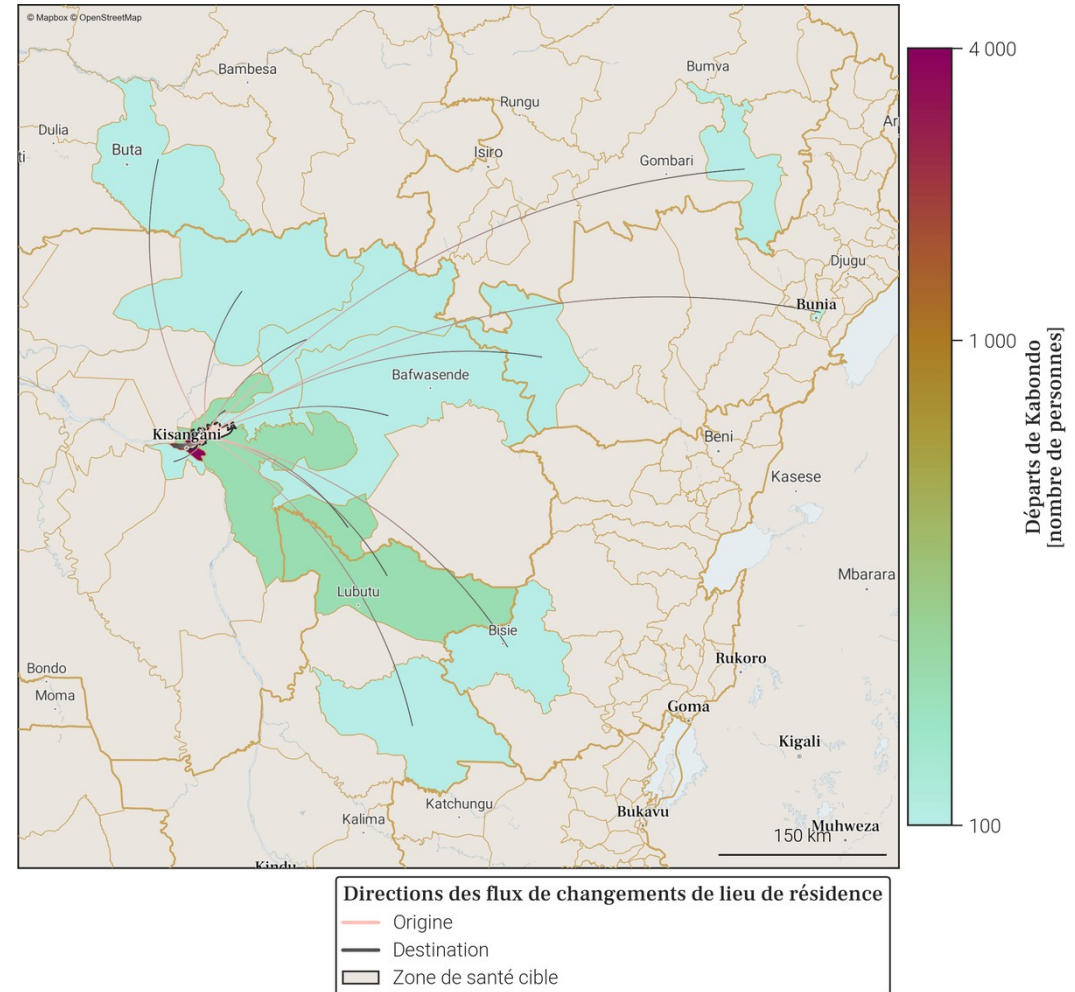 © Mapbox © OpenStreetMap
Bambesa
Bumva
Rungu
Ar
Dulia
ti
Buta
Isiro
Gombari
Djugu
Bunia
Bafwasende
Kisangani
Beni
Kasese
Mbarara
Lubutu
Bisie
Bondo
Rukoro
Moma
Goma
Kigali
Katchungu
Bukavu
Kalima
Muhweza
150 km
Kindu
4 000
1 000
100
Départs de Kabondo
[nombre de personnes]
Directions des flux de changements de lieu de résidence
Origine
Destination
Zone de santé cible